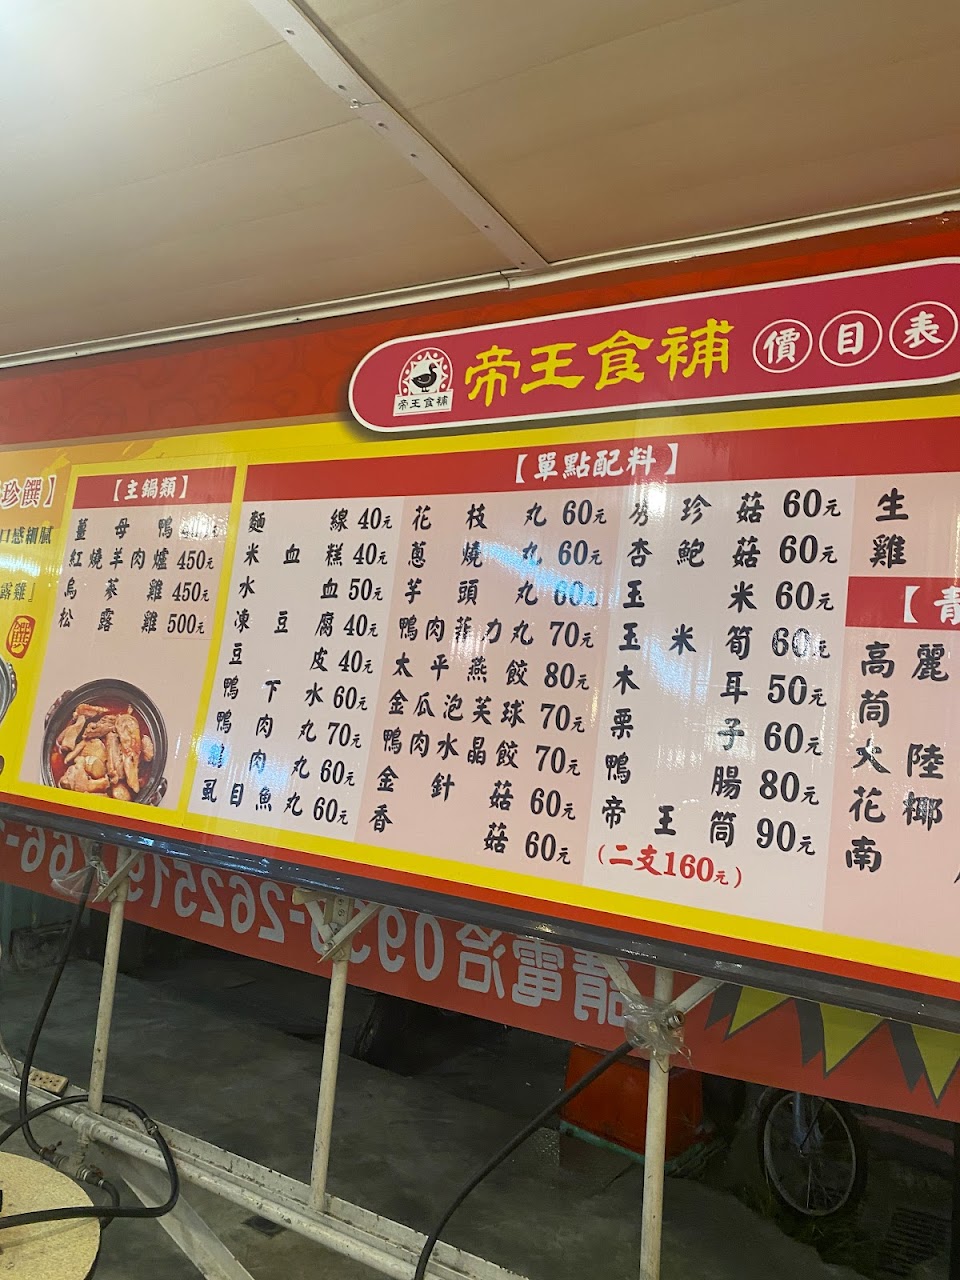 帝王食補 價目表
帝王食補
珍饌】
口感細膩
露雞』
饌
【主鍋類】
薑母鴨
紅燒羊肉爐 450元
烏蔘雞 450元
松露雞 500元
【單點配料】
麵線 40元
米血糕 40元
水血 50元
凍豆腐 40元
豆皮 40元
鴨下水 60元
鴨肉丸 70元
鵝肉丸 60元
虱目魚丸 60元
花枝丸 60元
蔥燒丸 60元
芋頭丸 60元
鴨肉菲力丸 70元
太平燕餃 80元
金瓜泡芙球 70元
鴨肉水晶餃 70元
金針菇 60元
香菇 60元
秀珍菇 60元
杏鮑菇 60元
玉米 60元
玉米筍 60元
木耳 50元
栗子 60元
鴨腸 80元
帝王筒 90元
(二支160元)
生
雞
【青
高麗
茼
大陸
花椰
南
請電洽